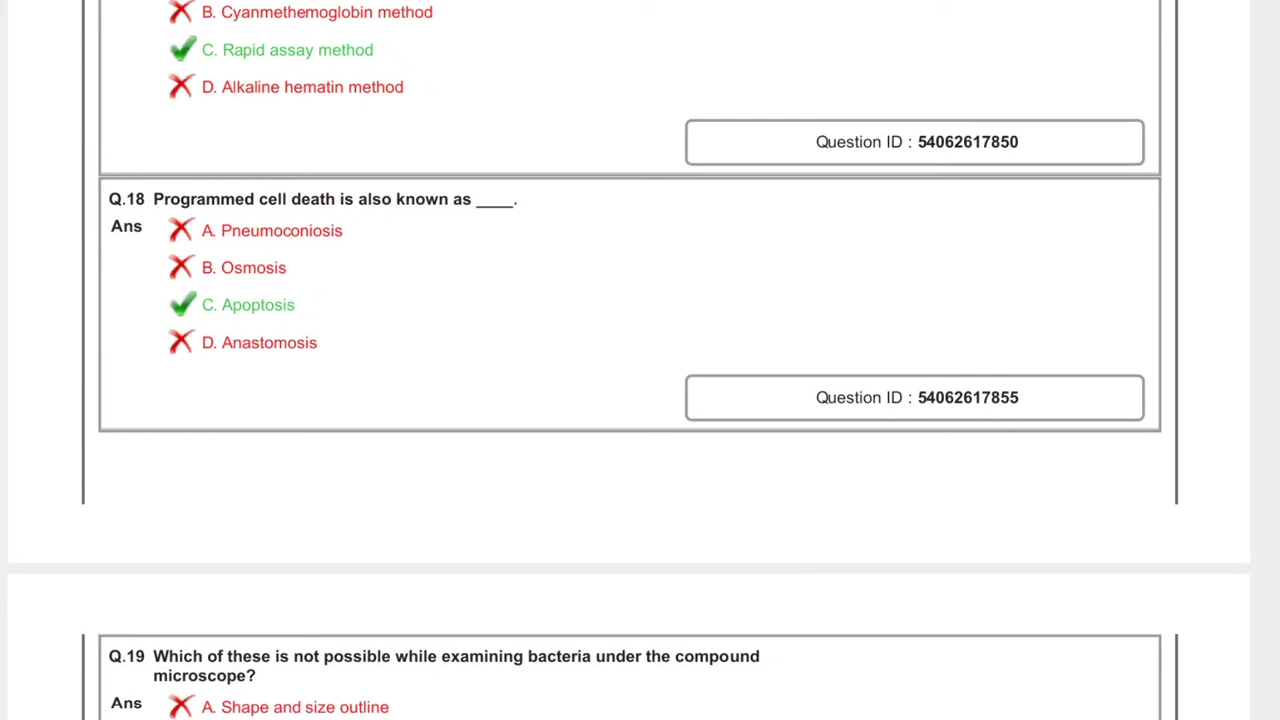 B. Cyanmethemoglobin method
C. Rapid assay method
D. Alkaline hematin method
Question ID : 54062617850
Q.18 Programmed cell death is also known as ____.
Ans A. Pneumoconiosis
B. Osmosis
C. Apoptosis
D. Anastomosis
Question ID : 54062617855
Q.19 Which of these is not possible while examining bacteria under the compound
microscope?
Ans A. Shape and size outline